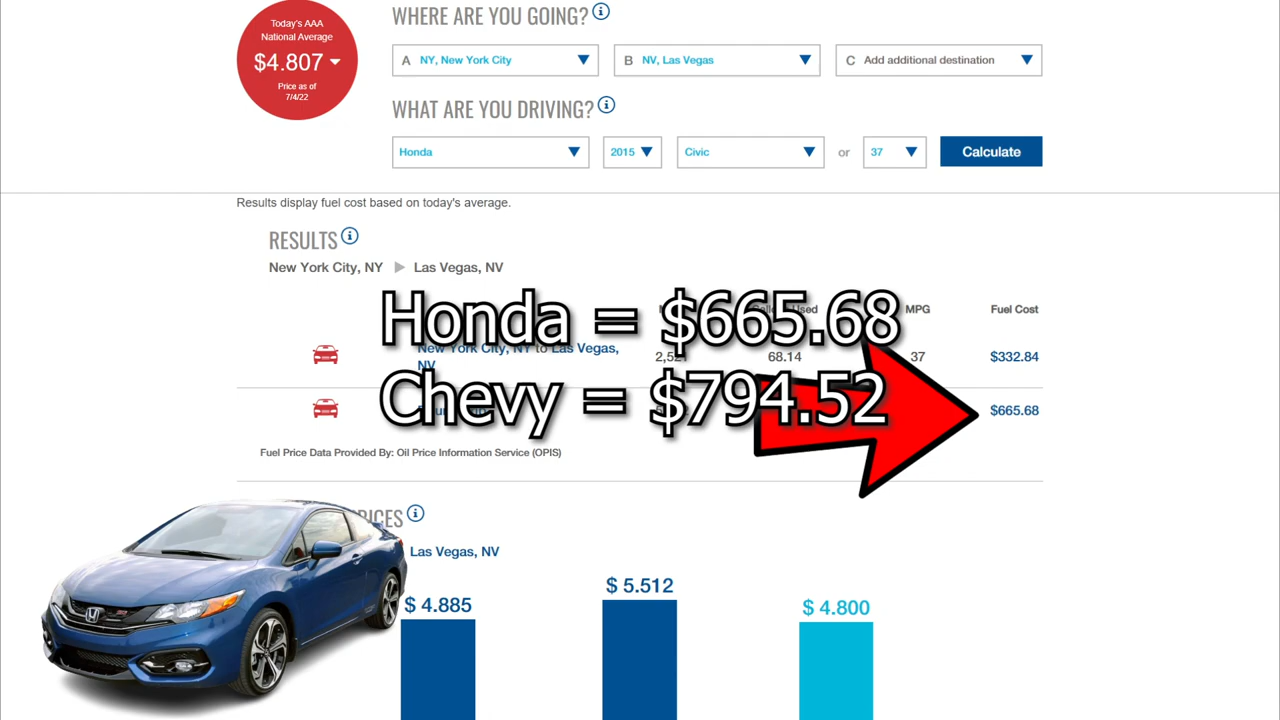 Today's AAA
National Average
$4.807
Price as of
7/4/22
WHERE ARE YOU GOING?
A NY, New York City
B NV, Las Vegas
C Add additional destination
WHAT ARE YOU DRIVING?
Honda
2015
Civic
or
37
Calculate
Results display fuel cost based on today's average.
RESULTS
New York City, NY
Las Vegas, NV
MPG
Fuel Cost
Honda = $665.68
New York City, NY to Las Vegas,
NV
68.14
37
$332.84
Chevy = $794.52
$665.68
Fuel Price Data Provided By: Oil Price Information Service (OPIS)
Las Vegas, NV
$ 4.885
$ 5.512
$ 4.800